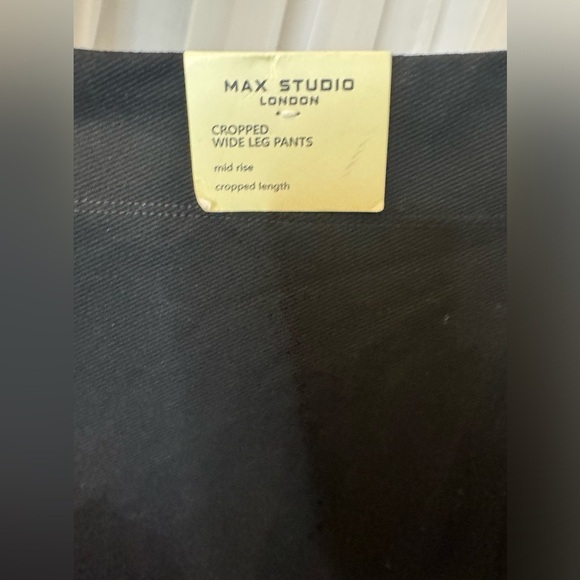 MAX STUDIO
LONDON
CROPPED
WIDE LEG PANTS
mid rise
cropped length